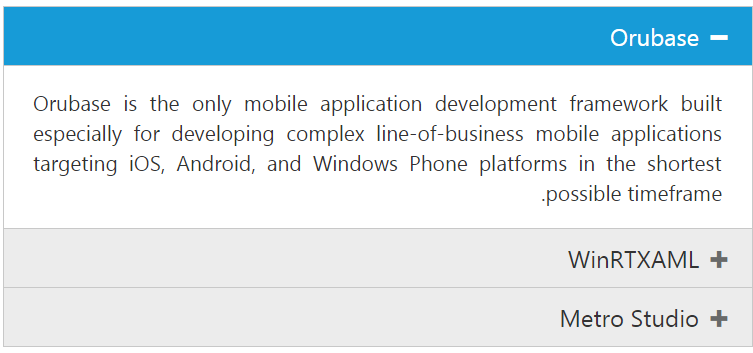 Orubase
Orubase is the only mobile application development framework built
especially for developing complex line-of-business mobile applications
targeting iOS, Android, and Windows Phone platforms in the shortest
.possible timeframe
WinRTXAML
Metro Studio